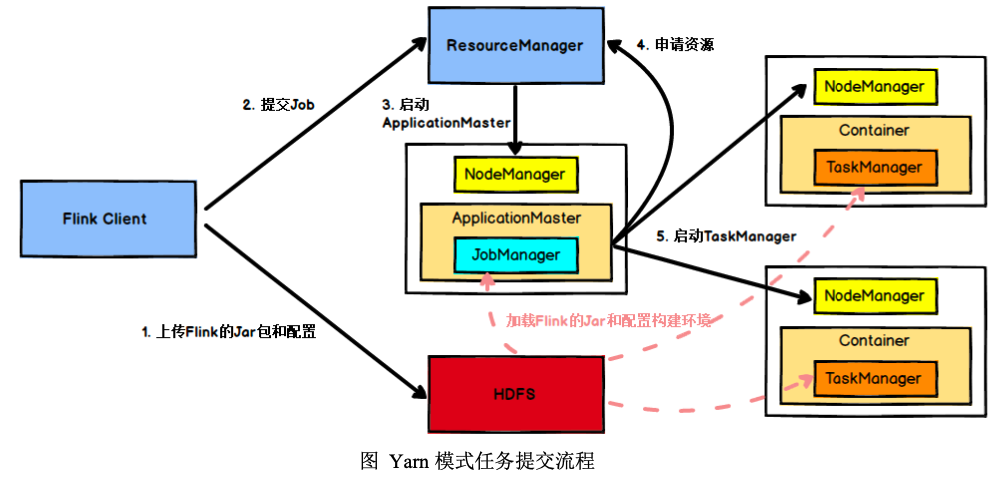 ResourceManager
4. 申请资源
NodeManager
2. 提交Job
3. 启动
ApplicationMaster
Container
TaskManager
NodeManager
Flink Client
ApplicationMaster
JobManager
5. 启动TaskManager
NodeManager
1. 上传Flink的Jar包和配置
加载Flink的Jar和配置构建环境
Container
TaskManager
HDFS
图 Yarn 模式任务提交流程